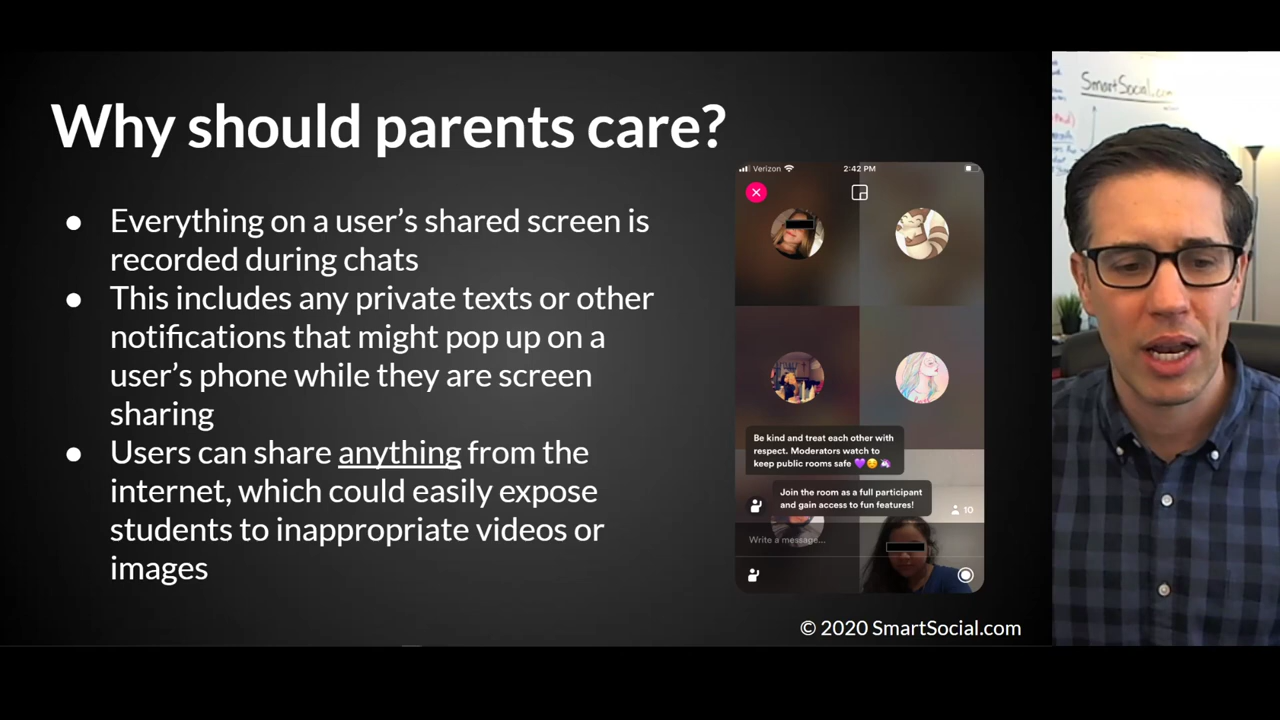 Why should parents care?
● Everything on a user’s shared screen is
recorded during chats
● This includes any private texts or other
notifications that might pop up on a
user’s phone while they are screen
sharing
● Users can share anything from the
internet, which could easily expose
students to inappropriate videos or
images
Verizon
2:42 PM
Be kind and treat each other with
respect. Moderators watch to
keep public rooms safe 💜😊🦄
Join the room as a full participant
and gain access to fun features!
10
Write a message...
© 2020 SmartSocial.com
SmartSocial.com